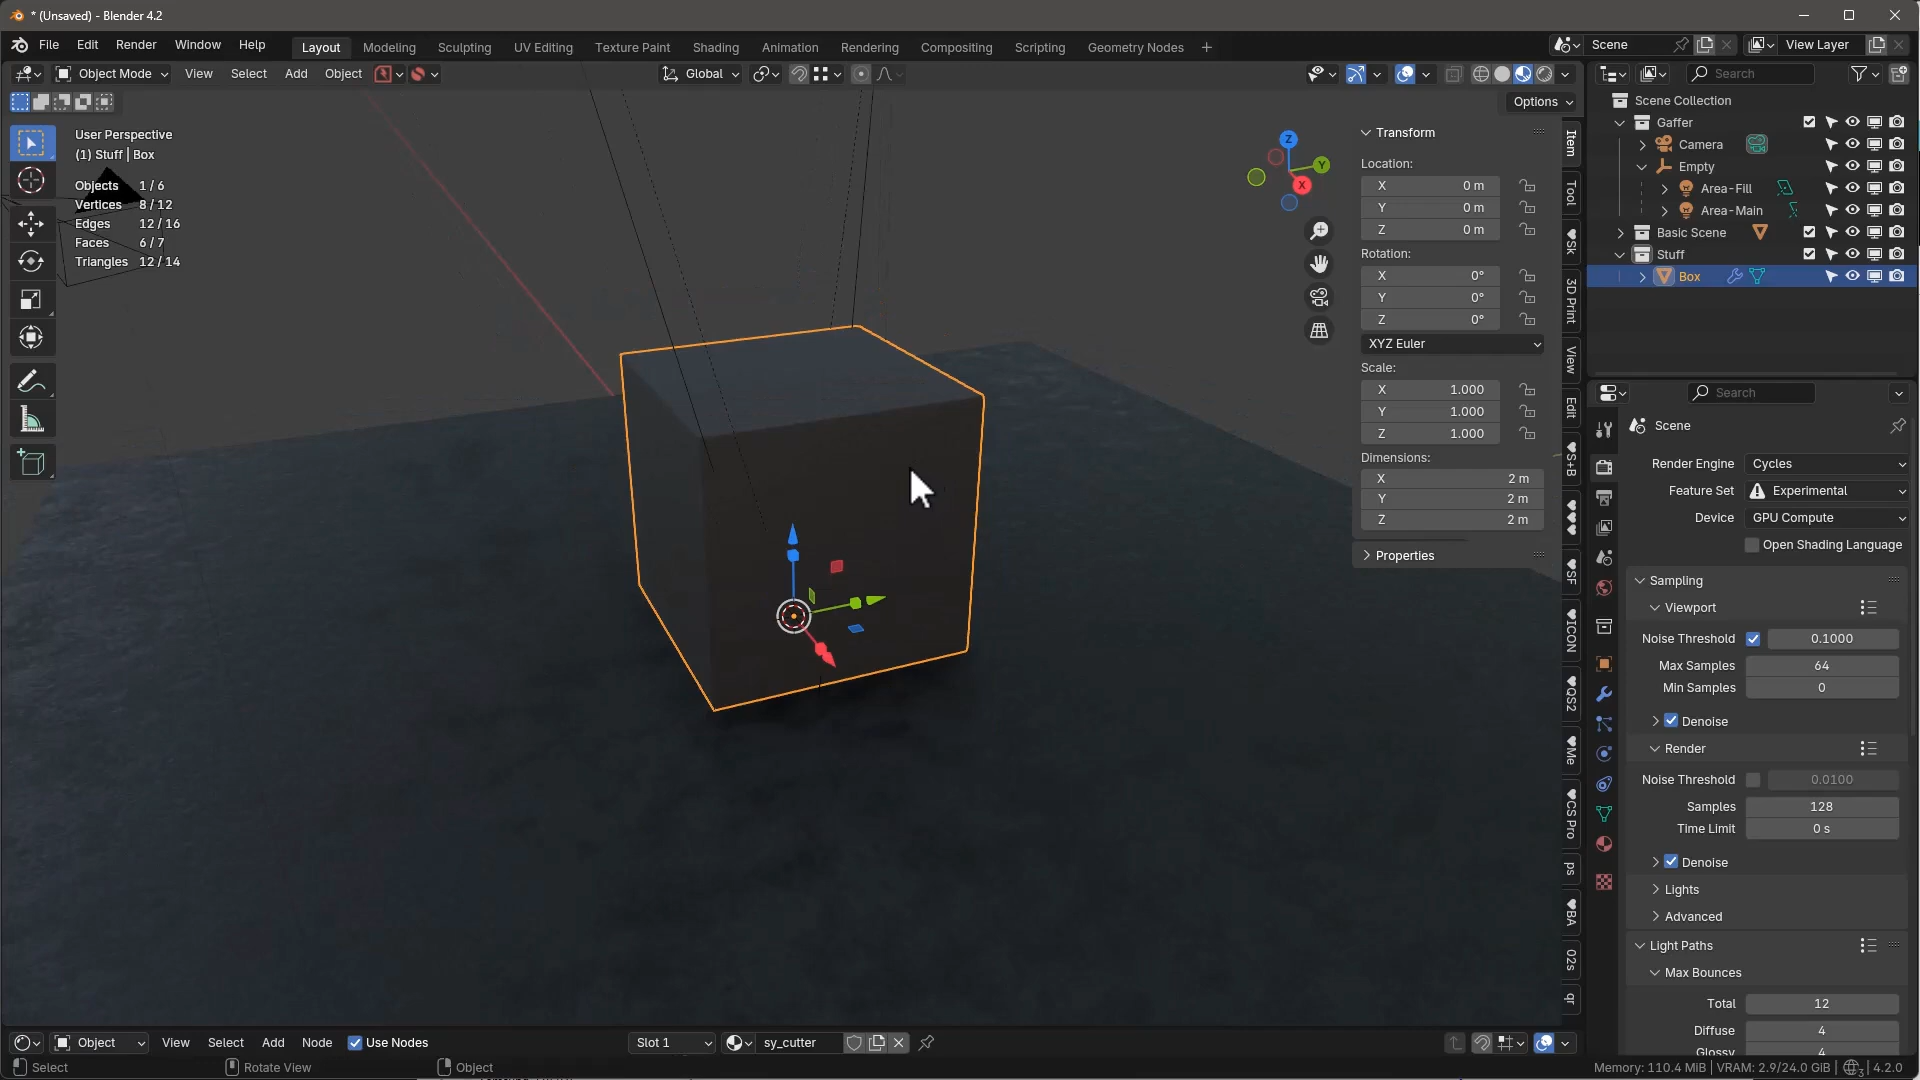 * (Unsaved) - Blender 4.2
File Edit Render Window Help
Layout Modeling Sculpting UV Editing Texture Paint Shading Animation Rendering Compositing Scripting Geometry Nodes +
Scene
View Layer
Object Mode View Select Add Object
Global
Options
User Perspective
(1) Stuff | Box
Objects 1 / 6
Vertices 8 / 12
Edges 12 / 16
Faces 6 / 7
Triangles 12 / 14
Z
Y
X
Transform
Location:
X 0 m
Y 0 m
Z 0 m
Rotation:
X 0°
Y 0°
Z 0°
XYZ Euler
Scale:
X 1.000
Y 1.000
Z 1.000
Dimensions:
X 2 m
Y 2 m
Z 2 m
Properties
Item
Tool
♥Sk
3D Print
View
Edit
♥S+B
♥♥♥
♥SF
♥ICON
♥QS2
♥Me
♥CS Pro
ps
♥BA
02s
qr
Search
Scene Collection
Gaffer
Camera
Empty
Area-Fill
Area-Main
Basic Scene
Stuff
Box
Search
Scene
Render Engine Cycles
Feature Set Experimental
Device GPU Compute
Open Shading Language
Sampling
Viewport
Noise Threshold 0.1000
Max Samples 64
Min Samples 0
Denoise
Render
Noise Threshold 0.0100
Samples 128
Time Limit 0 s
Denoise
Lights
Advanced
Light Paths
Max Bounces
Total 12
Diffuse 4
Glossy 4
Object View Select Add Node Use Nodes
Slot 1
sy_cutter
Select
Rotate View
Object
Memory: 110.4 MiB | VRAM: 2.9/24.0 GiB | 3 | 4.2.0